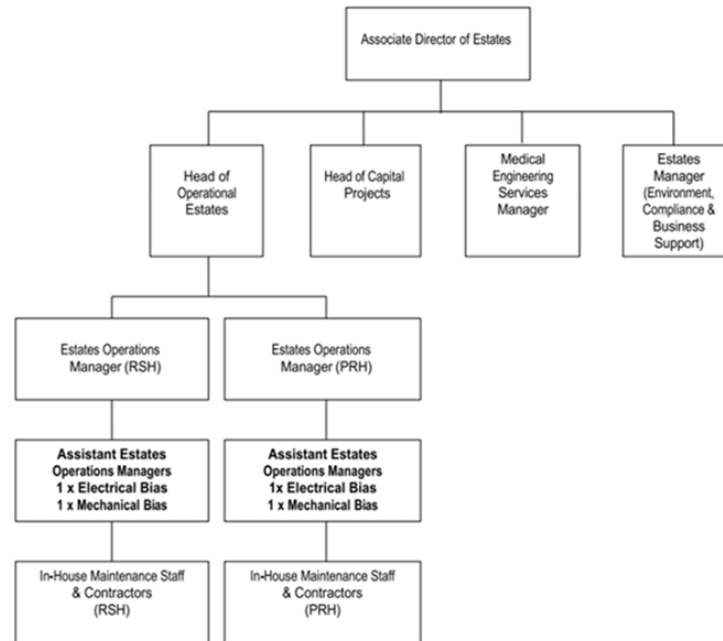 Associate Director of Estates
Head of
Operational
Estates
Head of Capital
Projects
Medical
Engineering
Services
Manager
Estates
Manager
(Environment,
Compliance &
Business
Support)
Estates Operations
Manager (RSH)
Estates Operations
Manager (PRH)
Assistant Estates
Operations Managers
1 x Electrical Bias
1 x Mechanical Bias
Assistant Estates
Operations Managers
1x Electrical Bias
1 x Mechanical Bias
In-House Maintenance Staff
& Contractors
(RSH)
In-House Maintenance Staff
& Contractors
(PRH)